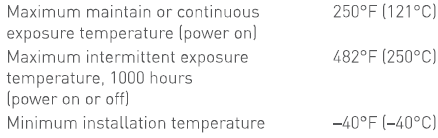 Maximum maintain or continuous 250°F (121°C)
exposure temperature (power on)
Maximum intermittent exposure 482°F (250°C)
temperature, 1000 hours
(power on or off)
Minimum installation temperature –40°F (–40°C)